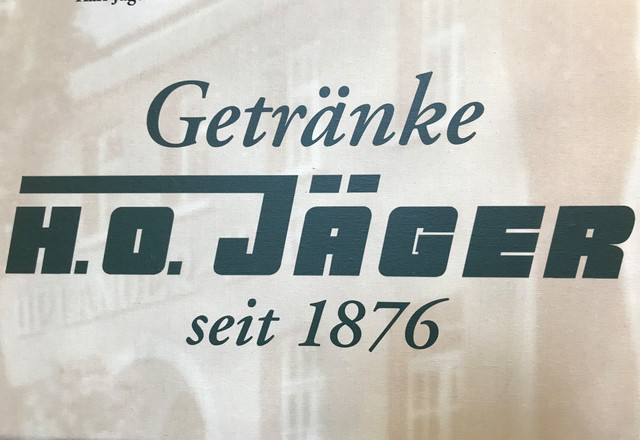 Getränke
H.O. JÄGER
seit 1876